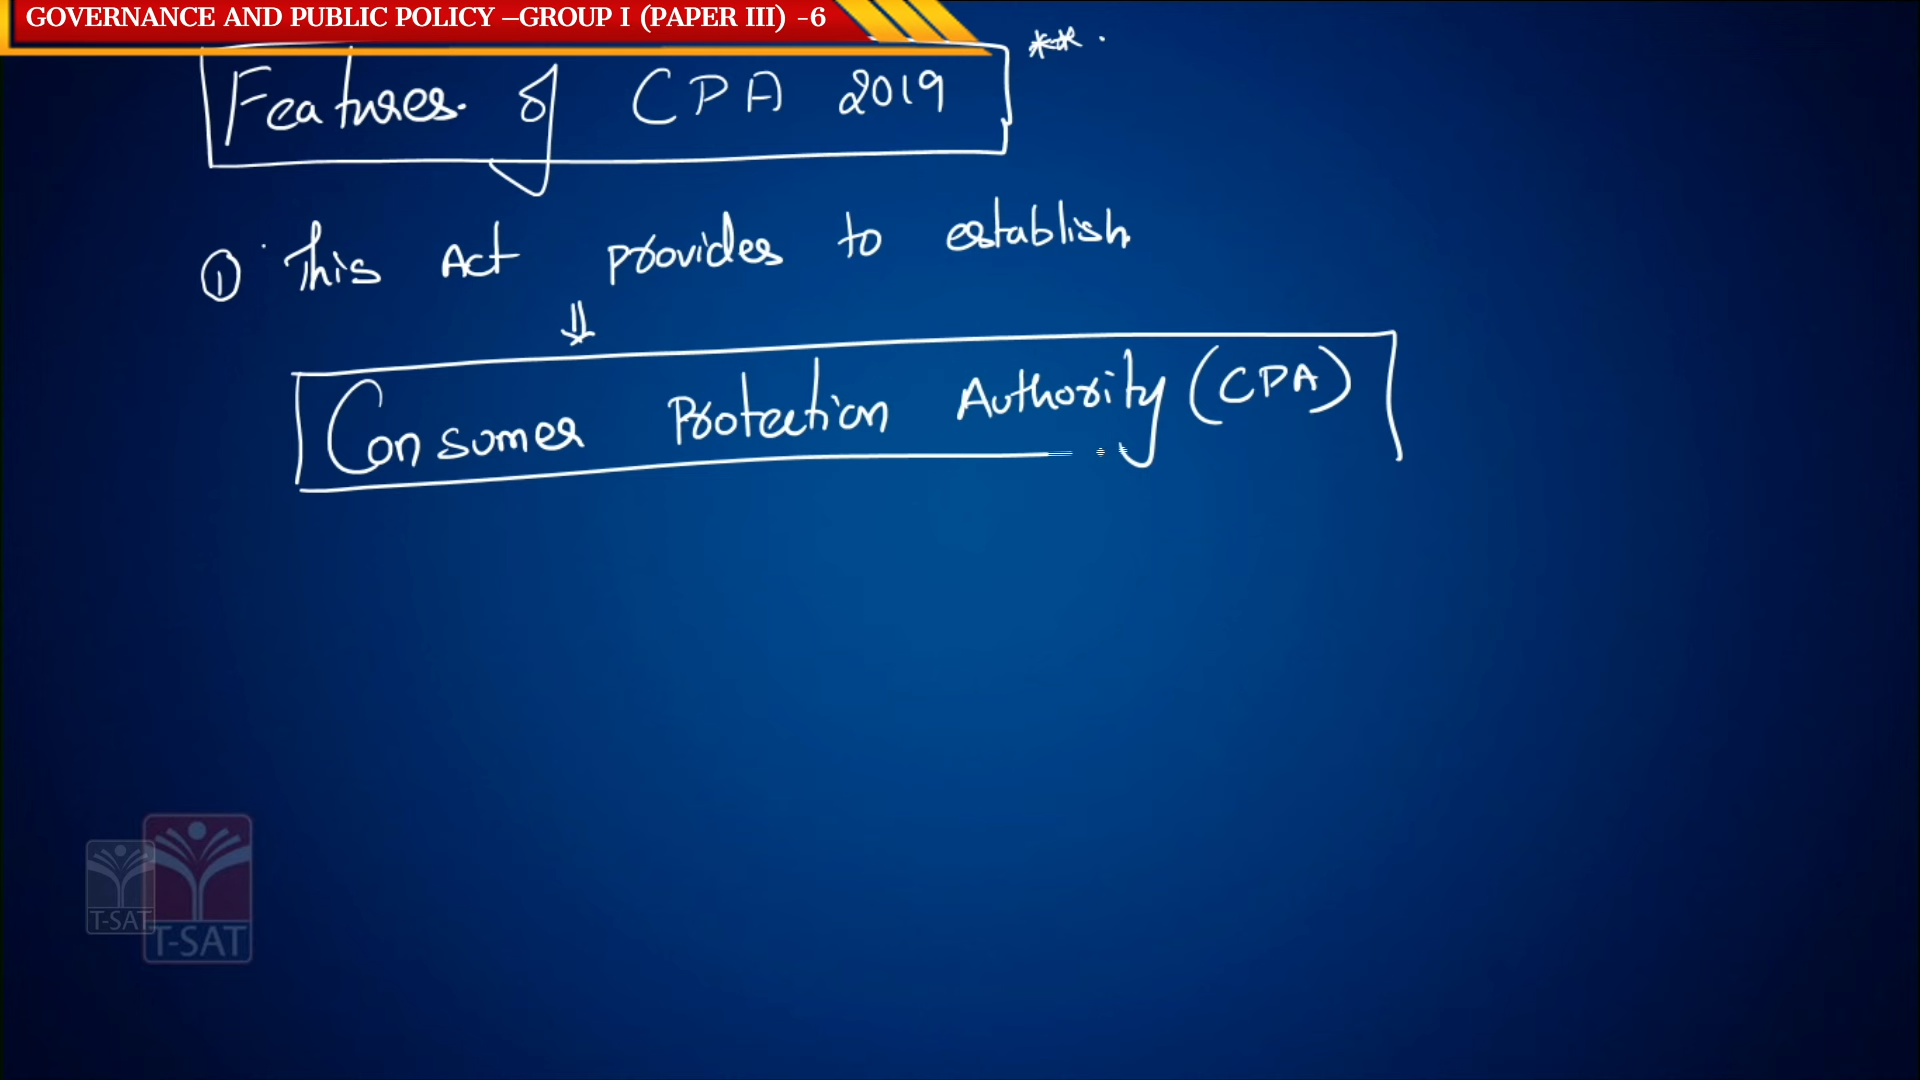 GOVERNANCE AND PUBLIC POLICY –GROUP I (PAPER III) -6
Features of CPA 2019 **
① This Act provides to establish
Consumer Protection Authority (CPA)
T-SAT
T-SAT